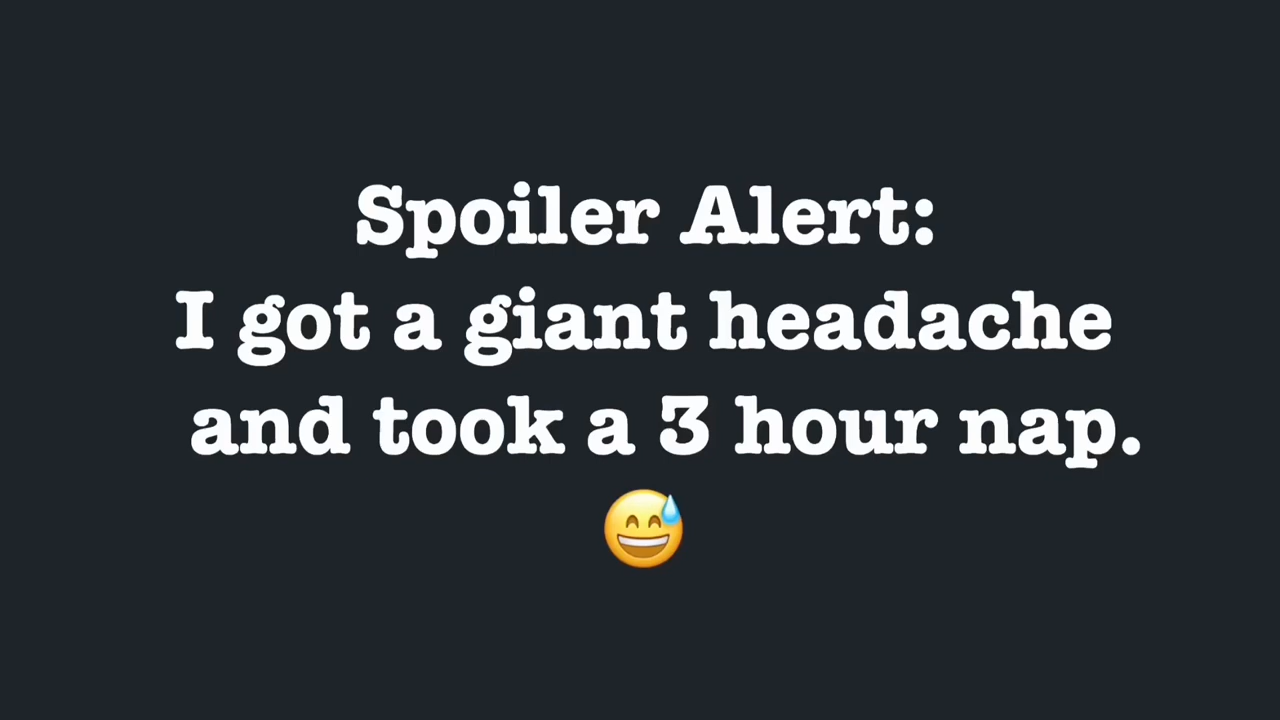 Spoiler Alert:
I got a giant headache
and took a 3 hour nap.
😅